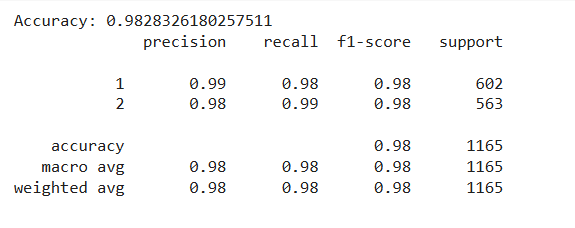 Accuracy: 0.9828326180257511
precision recall f1-score support
1 0.99 0.98 0.98 602
2 0.98 0.99 0.98 563
accuracy 0.98 1165
macro avg 0.98 0.98 0.98 1165
weighted avg 0.98 0.98 0.98 1165